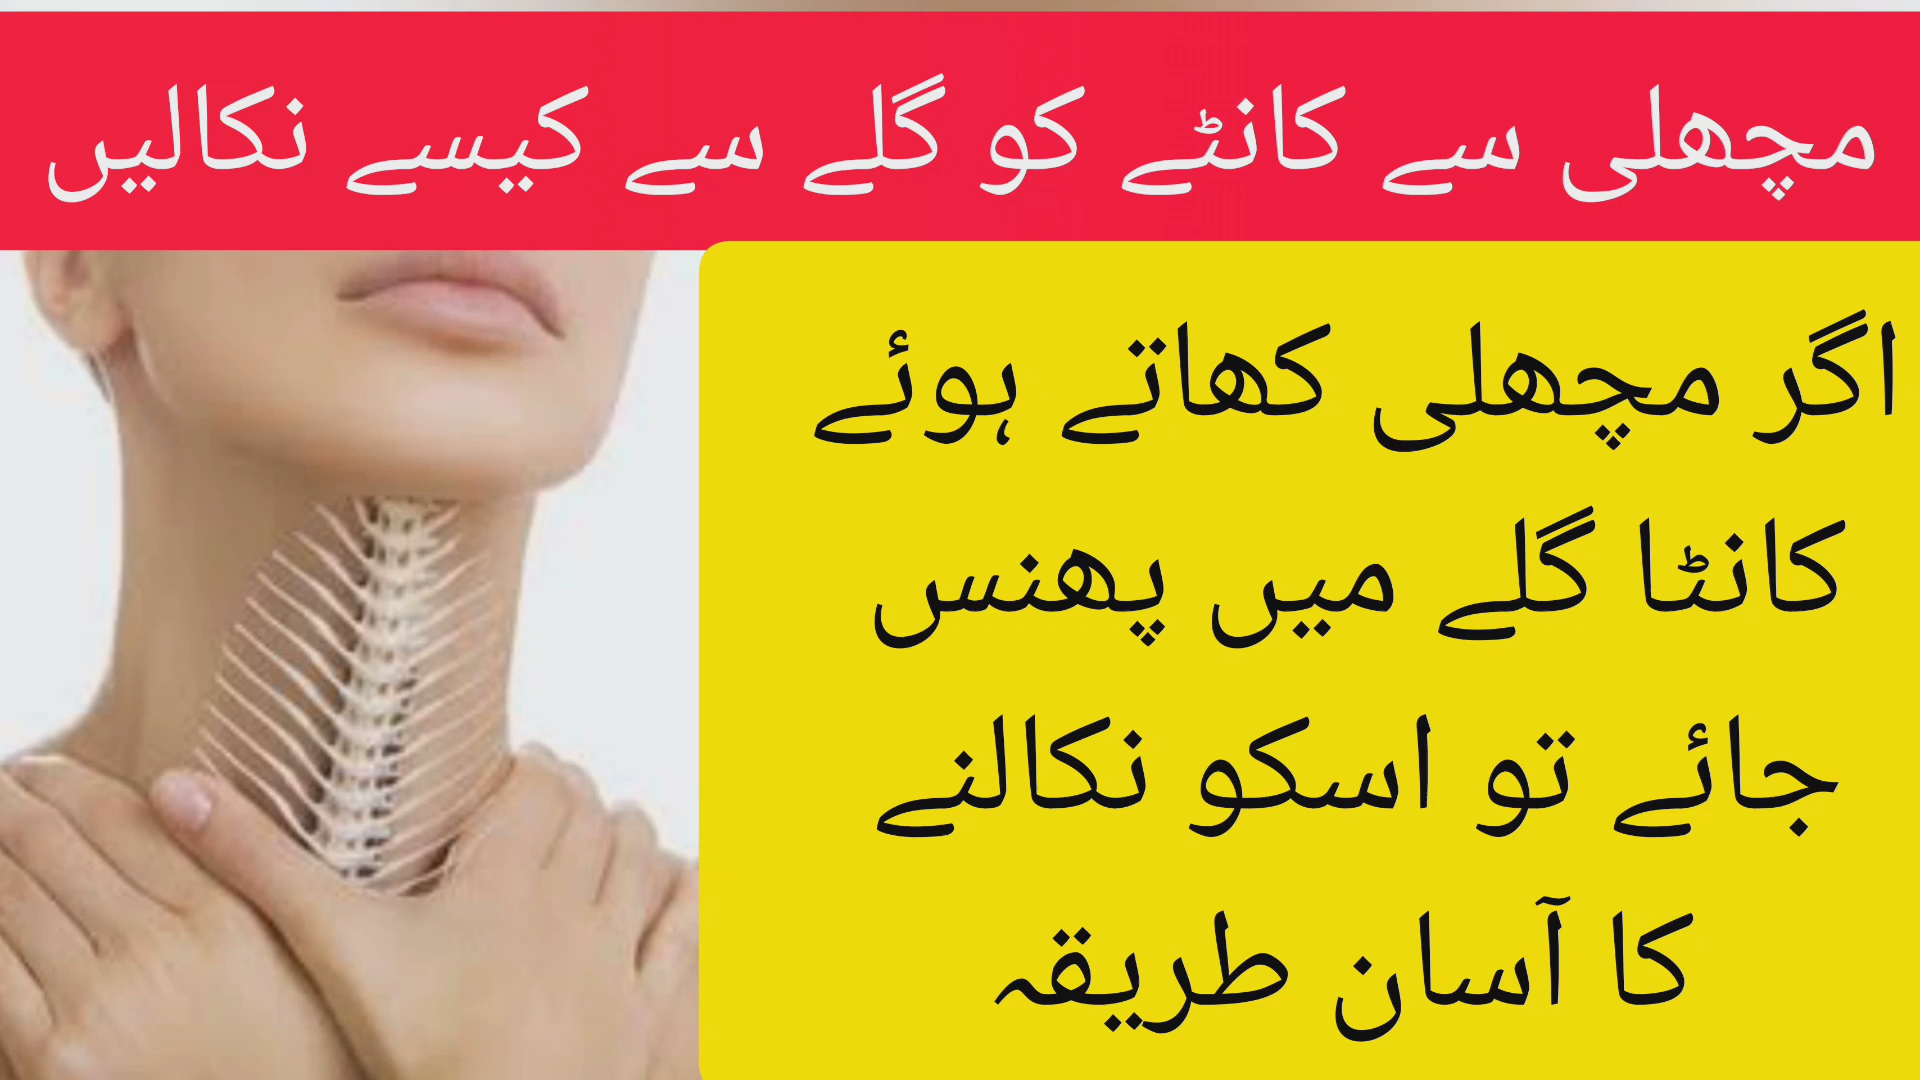 مچھلی سے کانٹے کو گلے سے کیسے نکالیں
اگر مچھلی کھاتے ہوئے
کانٹا گلے میں پھنس
جائے تو اسکو نکالنے
کا آسان طریقہ